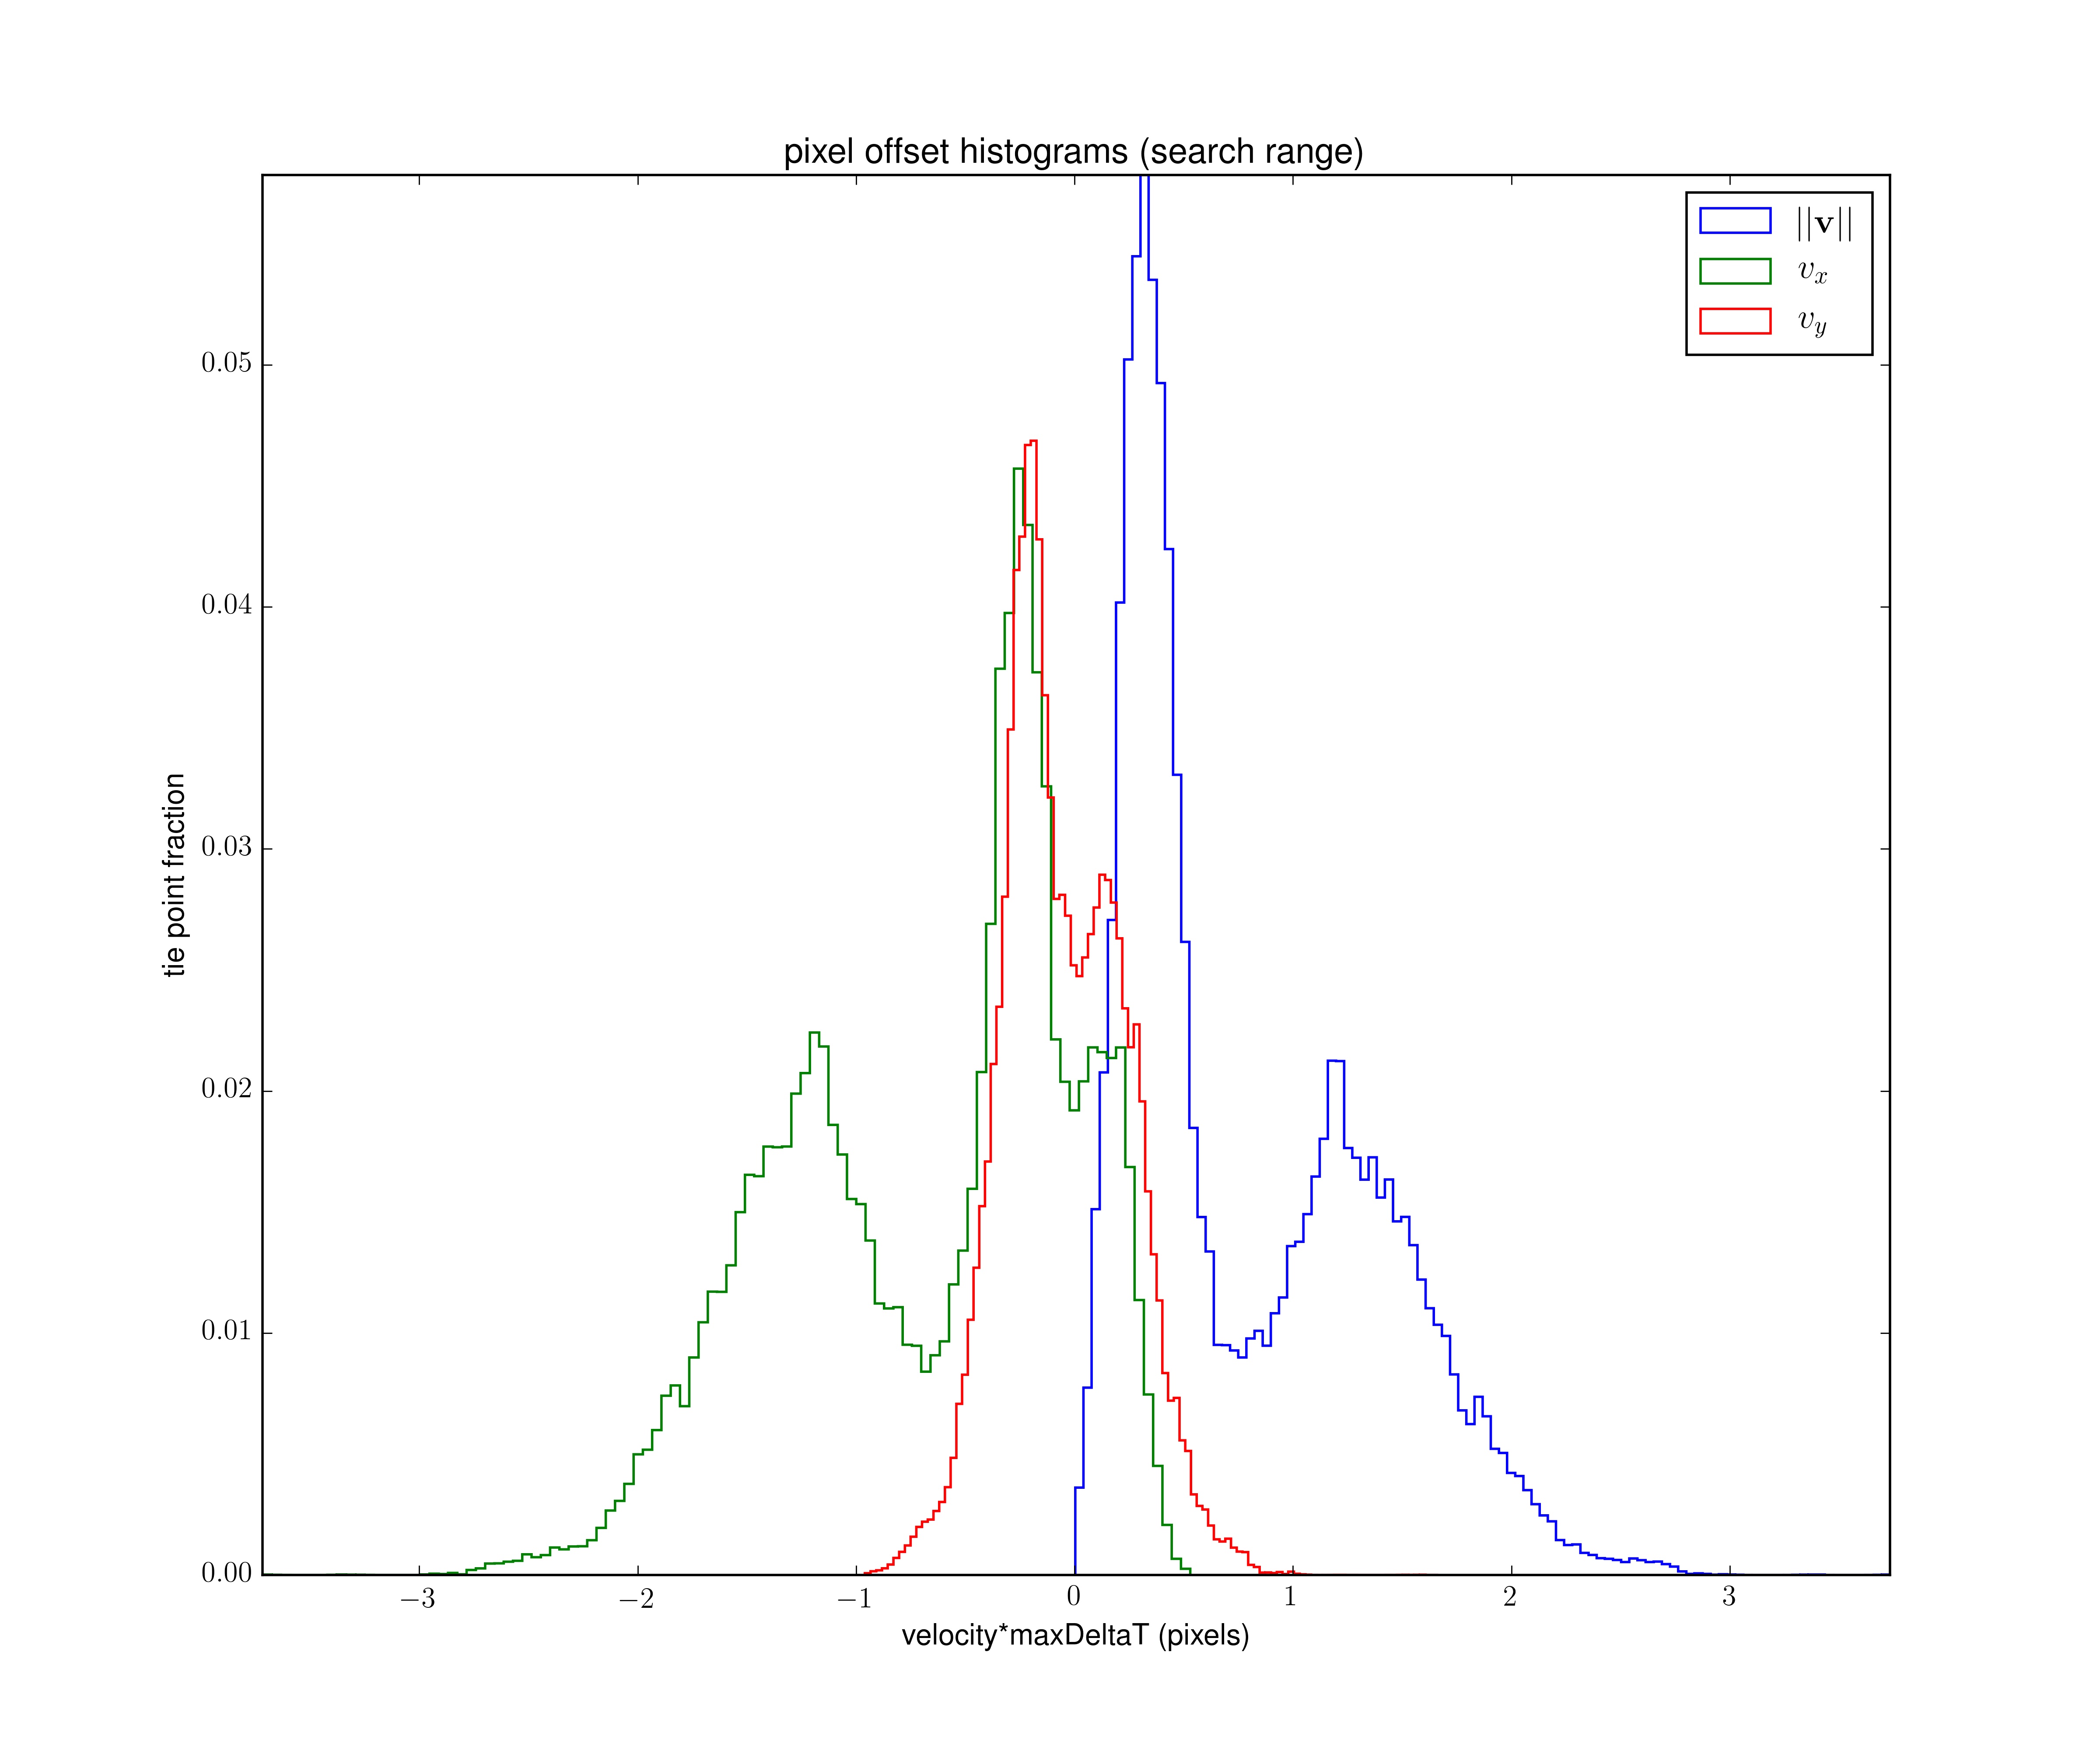 pixel offset histograms (search range)
||v||
v_x
v_y
0.05
0.04
0.03
0.02
0.01
0.00
tie point fraction
−3 −2 −1 0 1 2 3
velocity*maxDeltaT (pixels)